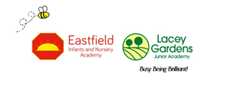 Eastfield
Infants and Nursery
Academy
Lacey
Gardens
Junior Academy
Busy Being Brilliant!